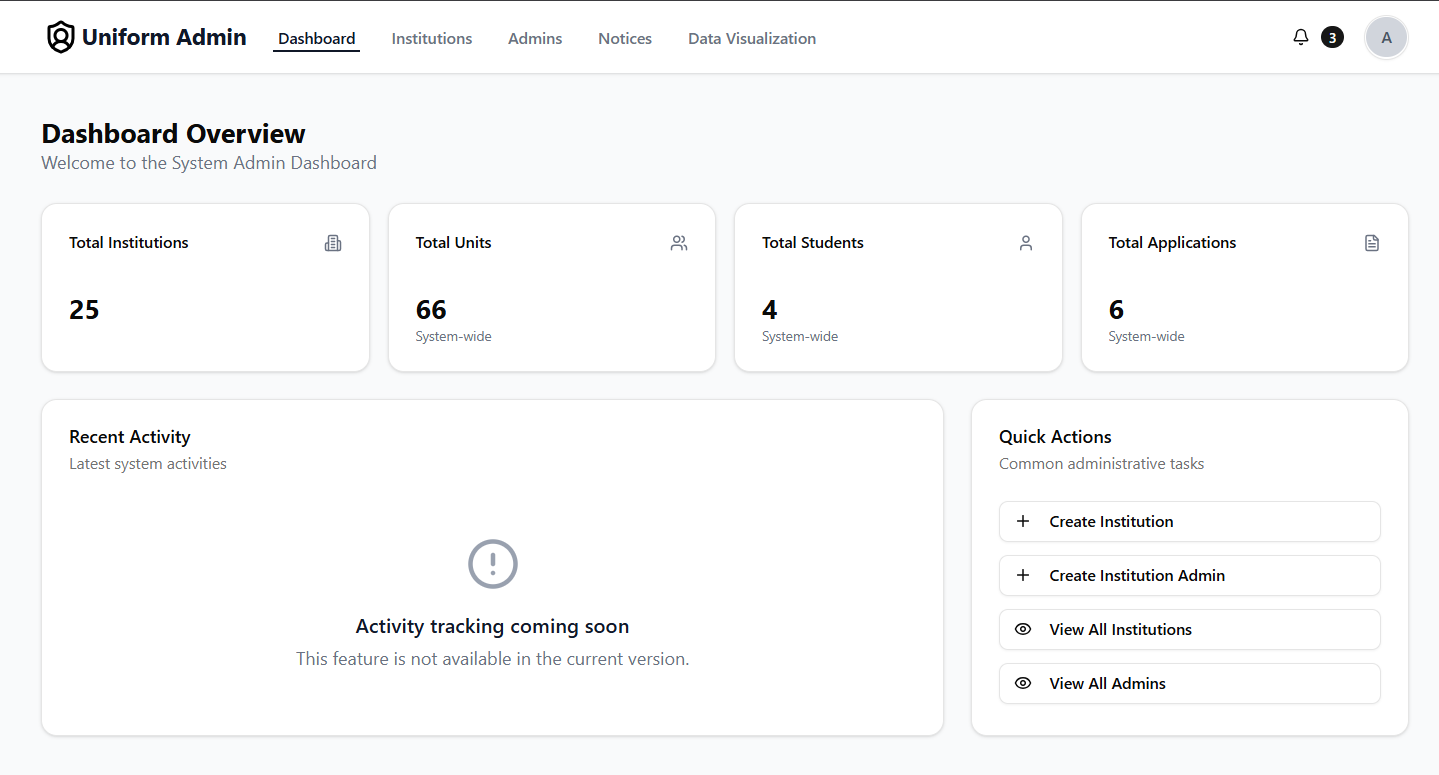 Uniform Admin
Dashboard
Institutions
Admins
Notices
Data Visualization
3
A
Dashboard Overview
Welcome to the System Admin Dashboard
Total Institutions
25
Total Units
66
System-wide
Total Students
4
System-wide
Total Applications
6
System-wide
Recent Activity
Latest system activities
Activity tracking coming soon
This feature is not available in the current version.
Quick Actions
Common administrative tasks
Create Institution
Create Institution Admin
View All Institutions
View All Admins